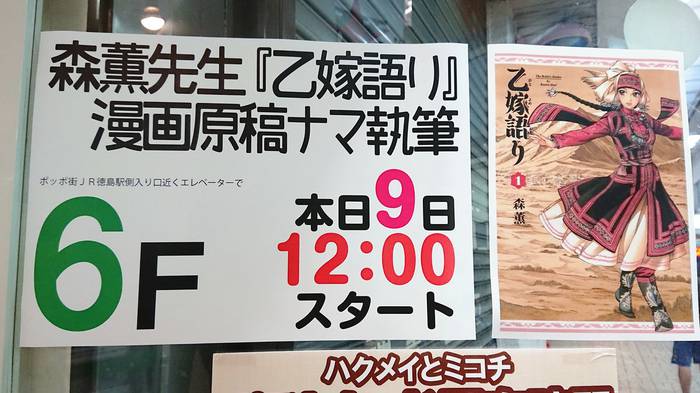 森薫先生『乙嫁語り』
漫画原稿ナマ執筆
ポッポ街JR徳島駅側入り口近くエレベーターで
6F
本日9日
12:00
スタート
乙嫁語り
1
森薫
ハクメイとミコチ